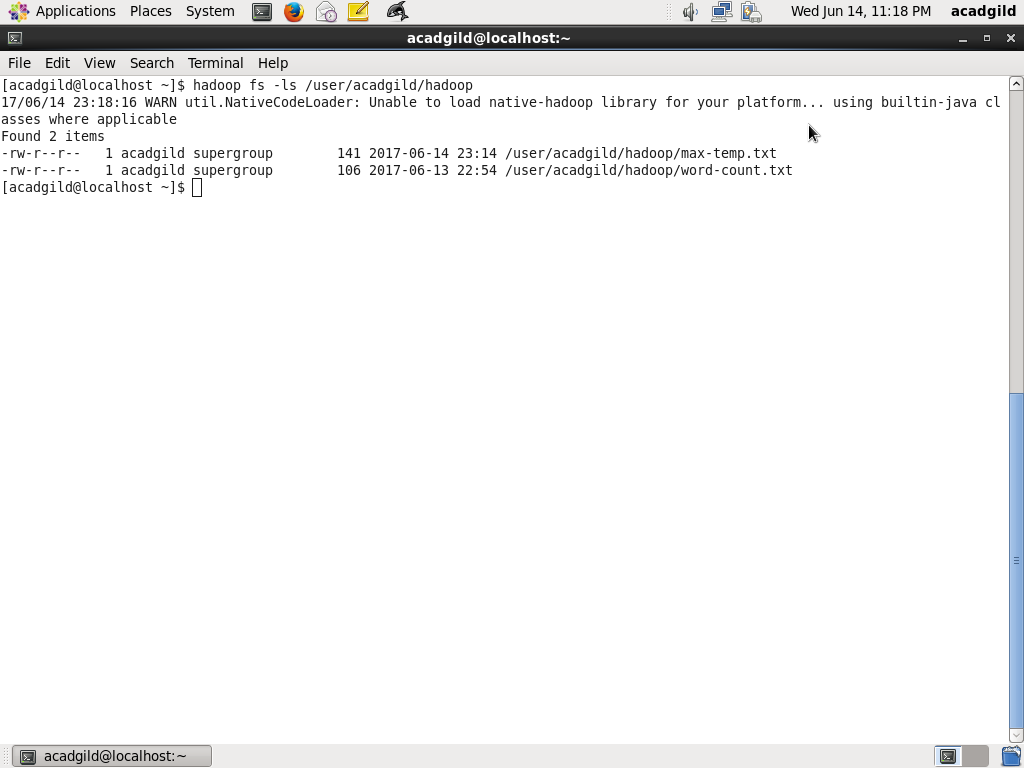 Applications Places System Wed Jun 14, 11:18 PM acadgild
acadgild@localhost:~
File Edit View Search Terminal Help
[acadgild@localhost ~]$ hadoop fs -ls /user/acadgild/hadoop
17/06/14 23:18:16 WARN util.NativeCodeLoader: Unable to load native-hadoop library for your platform... using builtin-java cl
asses where applicable
Found 2 items
-rw-r--r--   1 acadgild supergroup        141 2017-06-14 23:14 /user/acadgild/hadoop/max-temp.txt
-rw-r--r--   1 acadgild supergroup        106 2017-06-13 22:54 /user/acadgild/hadoop/word-count.txt
[acadgild@localhost ~]$
acadgild@localhost:~